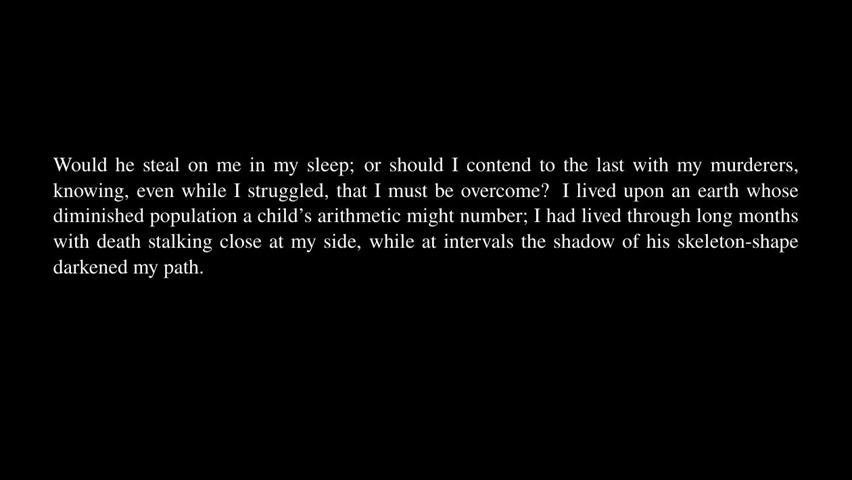 Would he steal on me in my sleep; or should I contend to the last with my murderers,
knowing, even while I struggled, that I must be overcome? I lived upon an earth whose
diminished population a child's arithmetic might number; I had lived through long months
with death stalking close at my side, while at intervals the shadow of his skeleton-shape
darkened my path.